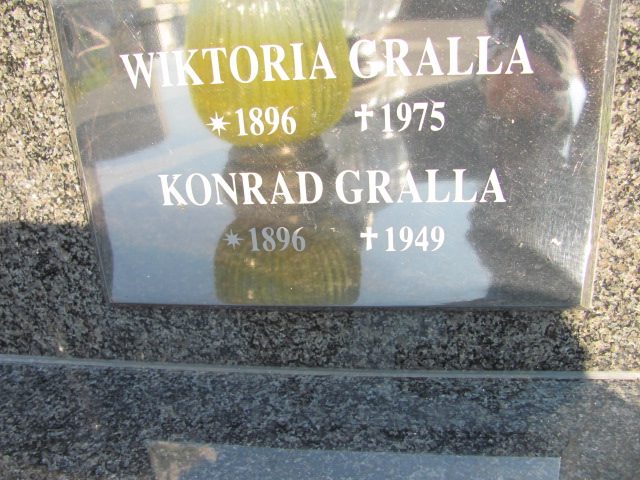 WIKTORIA GRALLA
✴1896 ✝1975
KONRAD GRALLA
✴1896 ✝1949